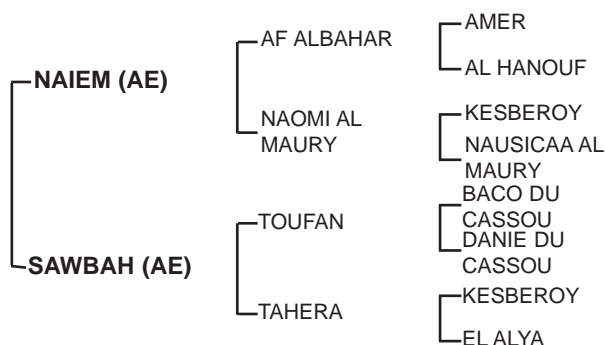 AMER
AF ALBAHAR
AL HANOUF
NAIEM (AE)
KESBEROY
NAOMI AL
MAURY
NAUSICAA AL
MAURY
BACO DU
CASSOU
TOUFAN
DANIE DU
CASSOU
SAWBAH (AE)
KESBEROY
TAHERA
EL ALYA